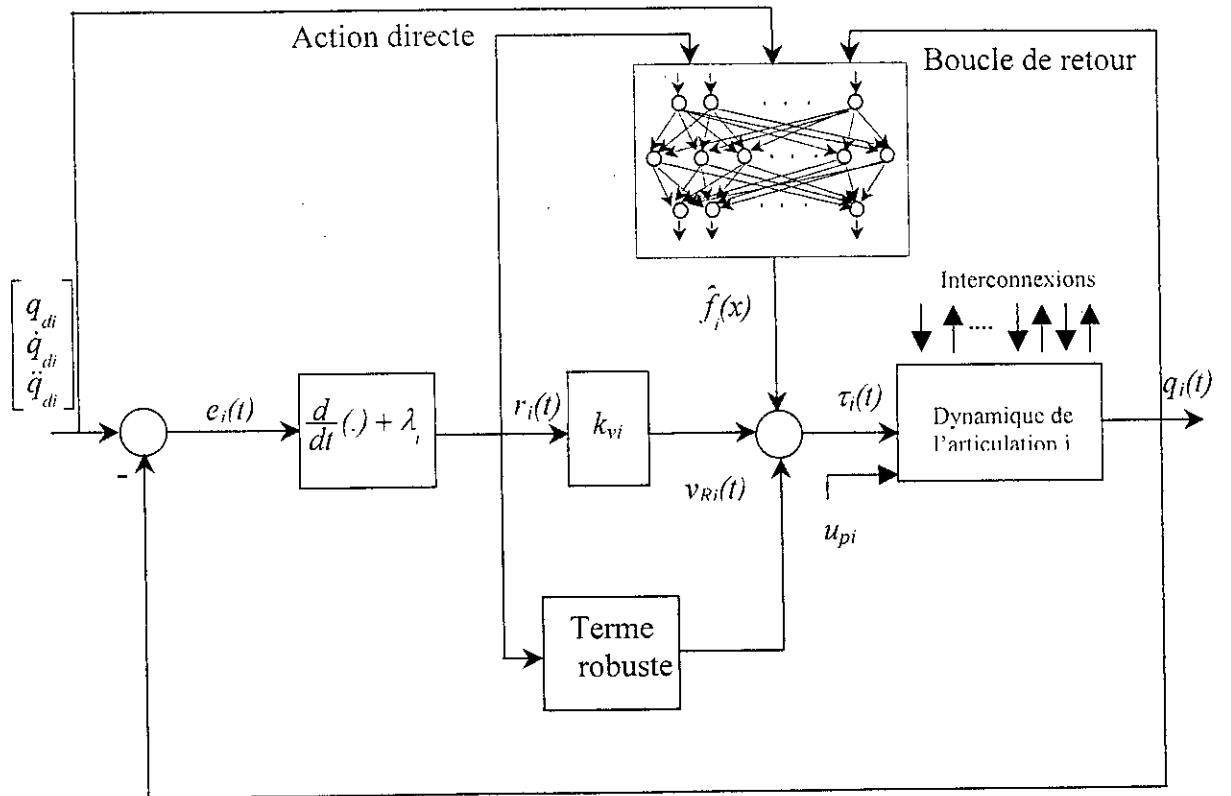 Action directe
Boucle de retour
q_di
q̇_di
q̈_di
-
e_i(t)
d/dt (.) + λ_i
r_i(t)
k_vi
f̂_i(x)
v_Ri(t)
τ_i(t)
u_pi
Interconnexions
....
Dynamique de
l'articulation i
q_i(t)
Terme
robuste